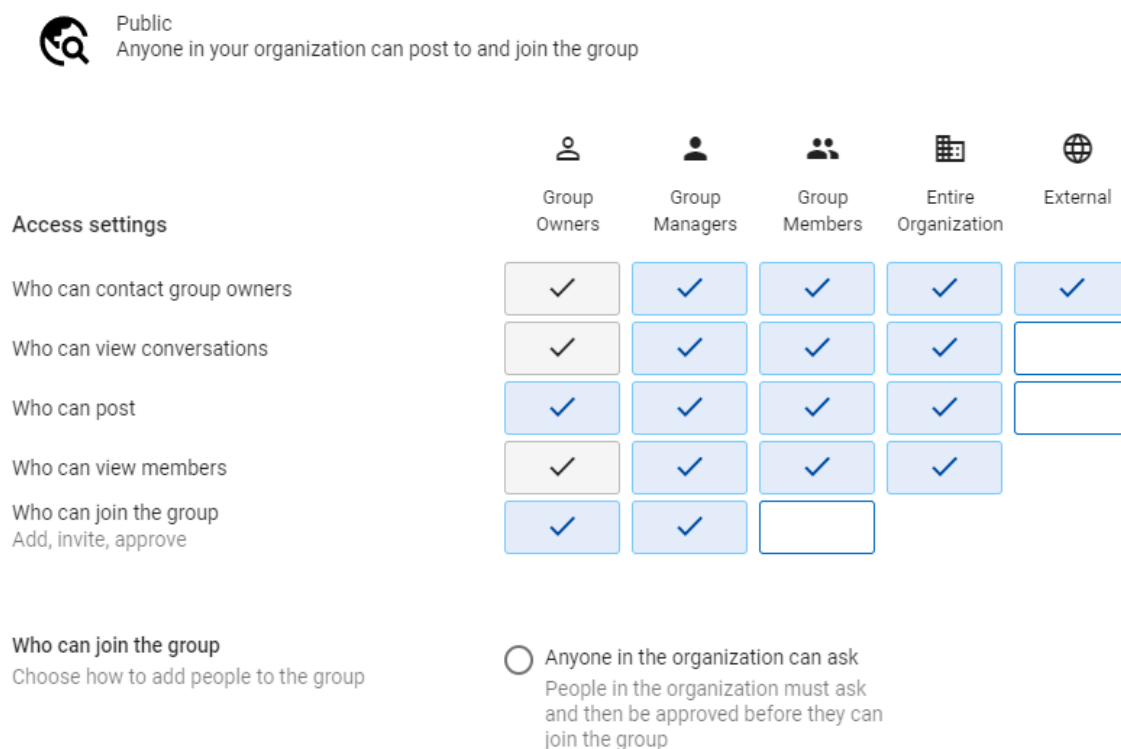 Public
Anyone in your organization can post to and join the group
Group Owners
Group Managers
Group Members
Entire Organization
External
Access settings
Who can contact group owners
Who can view conversations
Who can post
Who can view members
Who can join the group
Add, invite, approve
Who can join the group
Choose how to add people to the group
Anyone in the organization can ask
People in the organization must ask
and then be approved before they can
join the group